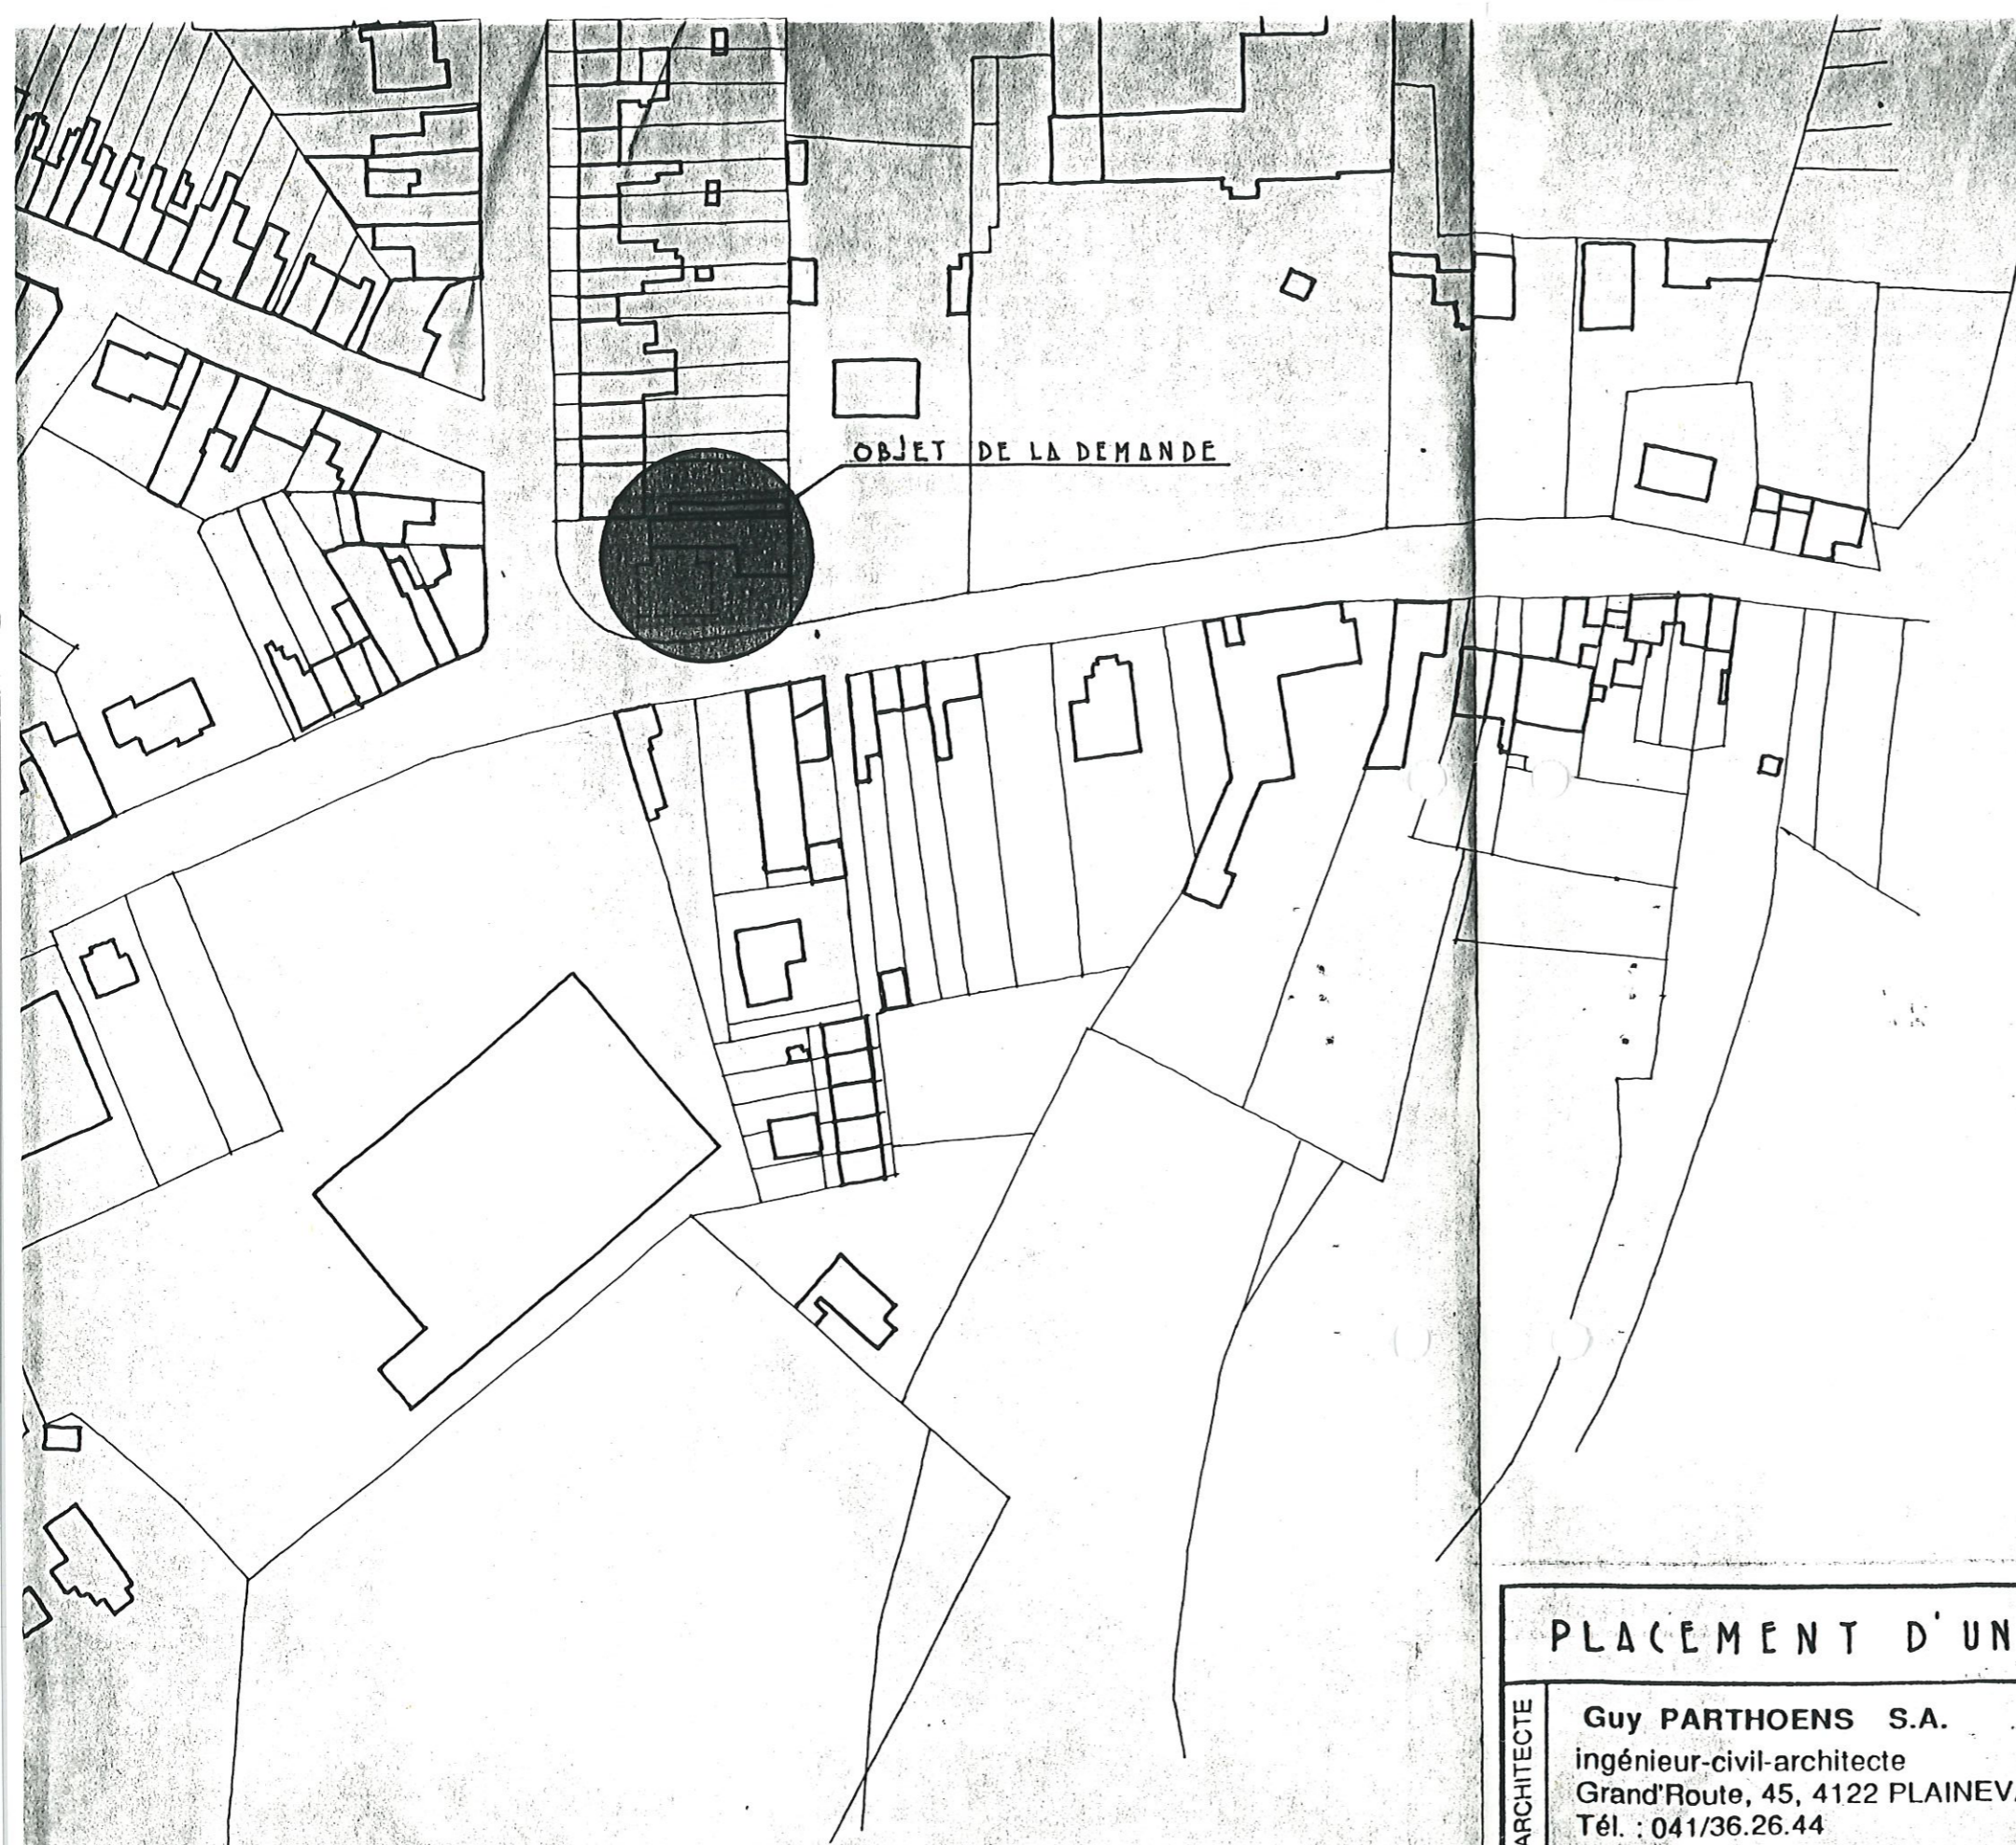 OBJET DE LA DEMANDE
PLACEMENT D'UN
ARCHITECTE
Guy PARTHOENS S.A.
ingénieur-civil-architecte
Grand'Route, 45, 4122 PLAINEV
Tél. : 041/36.26.44